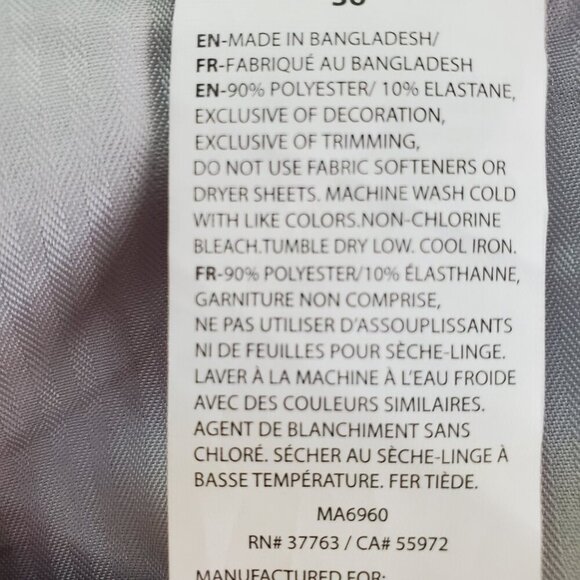 EN-MADE IN BANGLADESH/
FR-FABRIQUÉ AU BANGLADESH
EN-90% POLYESTER/ 10% ELASTANE,
EXCLUSIVE OF DECORATION,
EXCLUSIVE OF TRIMMING,
DO NOT USE FABRIC SOFTENERS OR
DRYER SHEETS. MACHINE WASH COLD
WITH LIKE COLORS.NON-CHLORINE
BLEACH.TUMBLE DRY LOW. COOL IRON.
FR-90% POLYESTER/10% ÉLASTHANNE,
GARNITURE NON COMPRISE,
NE PAS UTILISER D'ASSOUPLISSANTS
NI DE FEUILLES POUR SÈCHE-LINGE.
LAVER À LA MACHINE À L'EAU FROIDE
AVEC DES COULEURS SIMILAIRES.
AGENT DE BLANCHIMENT SANS
CHLORÉ. SÉCHER AU SÈCHE-LINGE À
BASSE TEMPÉRATURE. FER TIÈDE.
MA6960
RN# 37763 / CA# 55972
MANUFACTURED FOR: